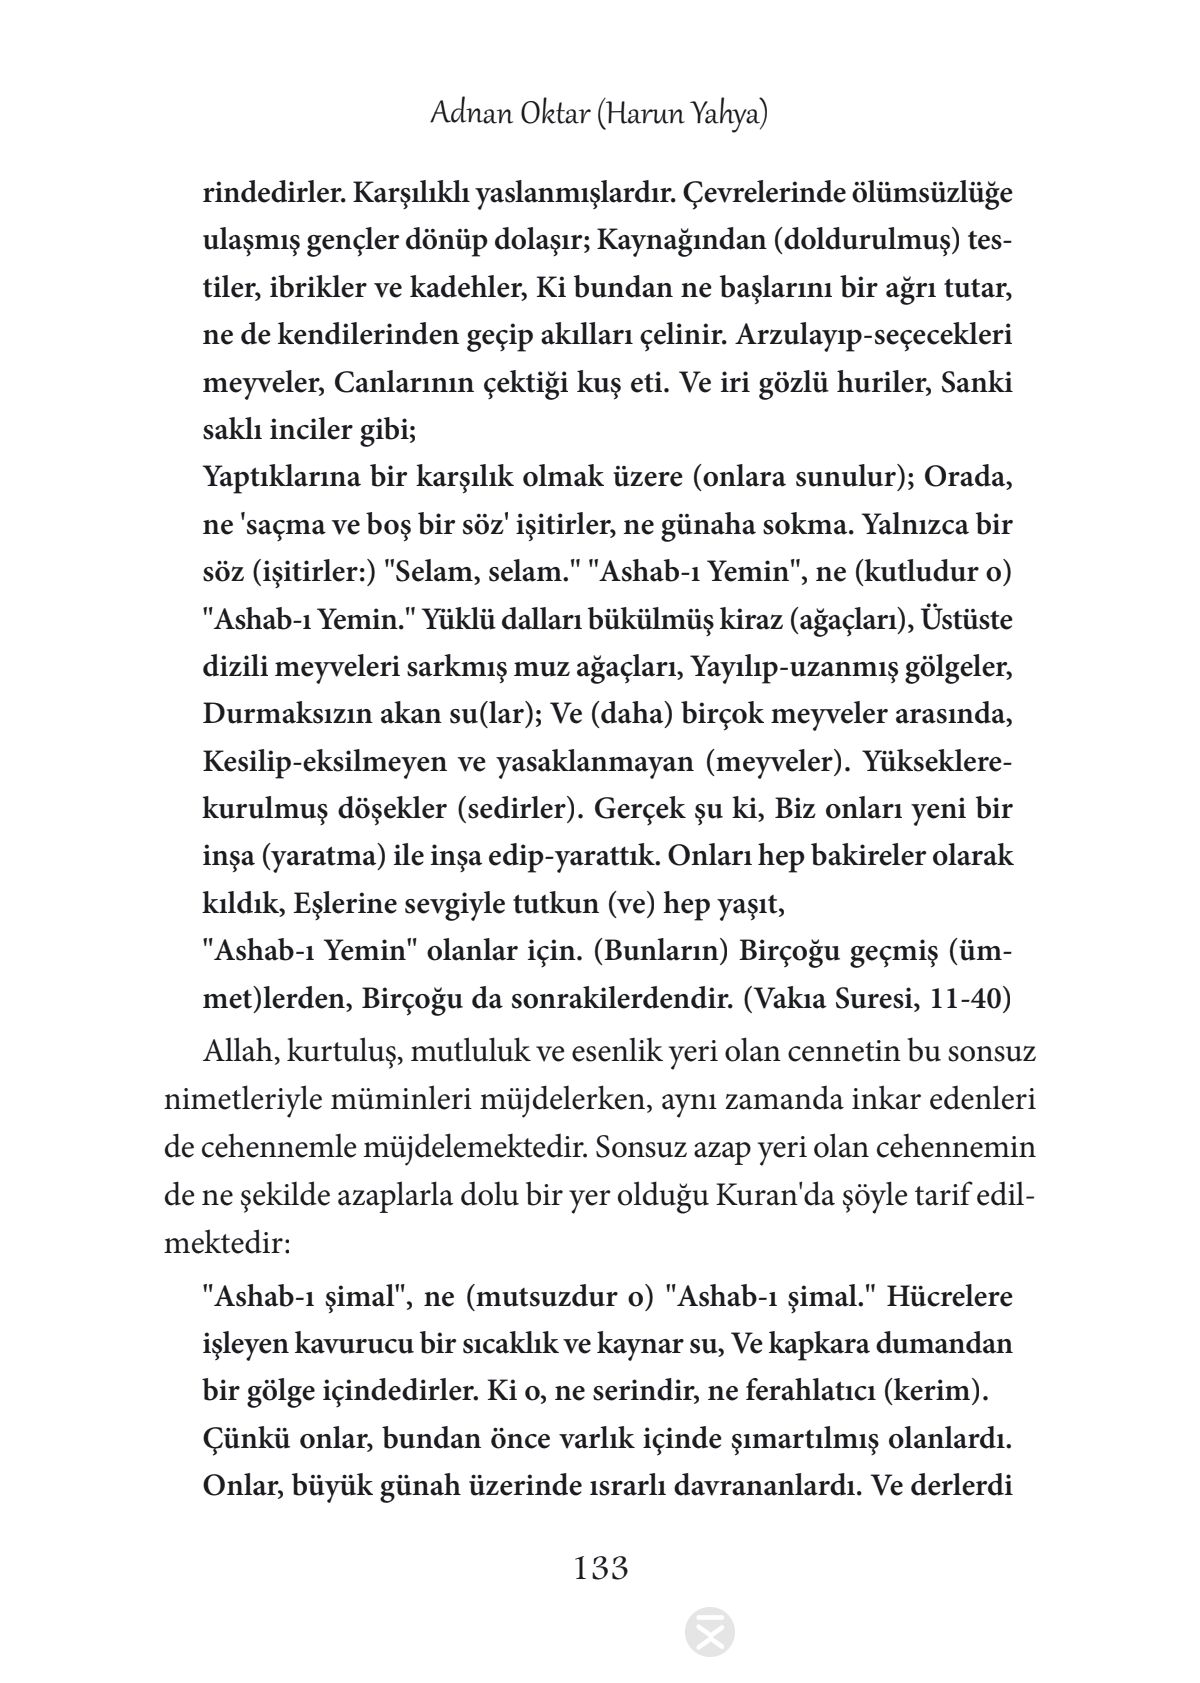 Adnan Oktar (Harun Yahya)
rindedirler. Karşılıklı yaslanmışlardır. Çevrelerinde ölümsüzlüğe
ulaşmış gençler dönüp dolaşır; Kaynağından (doldurulmuş) tes-
tiler, ibrikler ve kadehler, Ki bundan ne başlarını bir ağrı tutar,
ne de kendilerinden geçip akılları çelinir. Arzulayıp-seçecekleri
meyveler, Canlarının çektiği kuş eti. Ve iri gözlü huriler, Sanki
saklı inciler gibi;
Yaptıklarına bir karşılık olmak üzere (onlara sunulur); Orada,
ne 'saçma ve boş bir söz' işitirler, ne günaha sokma. Yalnızca bir
söz (işitirler:) "Selam, selam." "Ashab-ı Yemin", ne (kutludur o)
"Ashab-ı Yemin." Yüklü dalları bükülmüş kiraz (ağaçları), Üstüste
dizili meyveleri sarkmış muz ağaçları, Yayılıp-uzanmış gölgeler,
Durmaksızın akan su(lar); Ve (daha) birçok meyveler arasında,
Kesilip-eksilmeyen ve yasaklanmayan (meyveler). Yükseklere-
kurulmuş döşekler (sedirler). Gerçek şu ki, Biz onları yeni bir
inşa (yaratma) ile inşa edip-yarattık. Onları hep bakireler olarak
kıldık, Eşlerine sevgiyle tutkun (ve) hep yaşıt,
"Ashab-ı Yemin" olanlar için. (Bunların) Birçoğu geçmiş (üm-
met)lerden, Birçoğu da sonrakilerdendir. (Vakıa Suresi, 11-40)
Allah, kurtuluş, mutluluk ve esenlik yeri olan cennetin bu sonsuz
nimetleriyle müminleri müjdelerken, aynı zamanda inkar edenleri
de cehennemle müjdelemektedir. Sonsuz azap yeri olan cehennemin
de ne şekilde azaplarla dolu bir yer olduğu Kuran'da şöyle tarif edil-
mektedir:
"Ashab-ı şimal", ne (mutsuzdur o) "Ashab-ı şimal." Hücrelere
işleyen kavurucu bir sıcaklık ve kaynar su, Ve kapkara dumandan
bir gölge içindedirler. Ki o, ne serindir, ne ferahlatıcı (kerim).
Çünkü onlar, bundan önce varlık içinde şımartılmış olanlardı.
Onlar, büyük günah üzerinde ısrarlı davrananlardı. Ve derlerdi
133